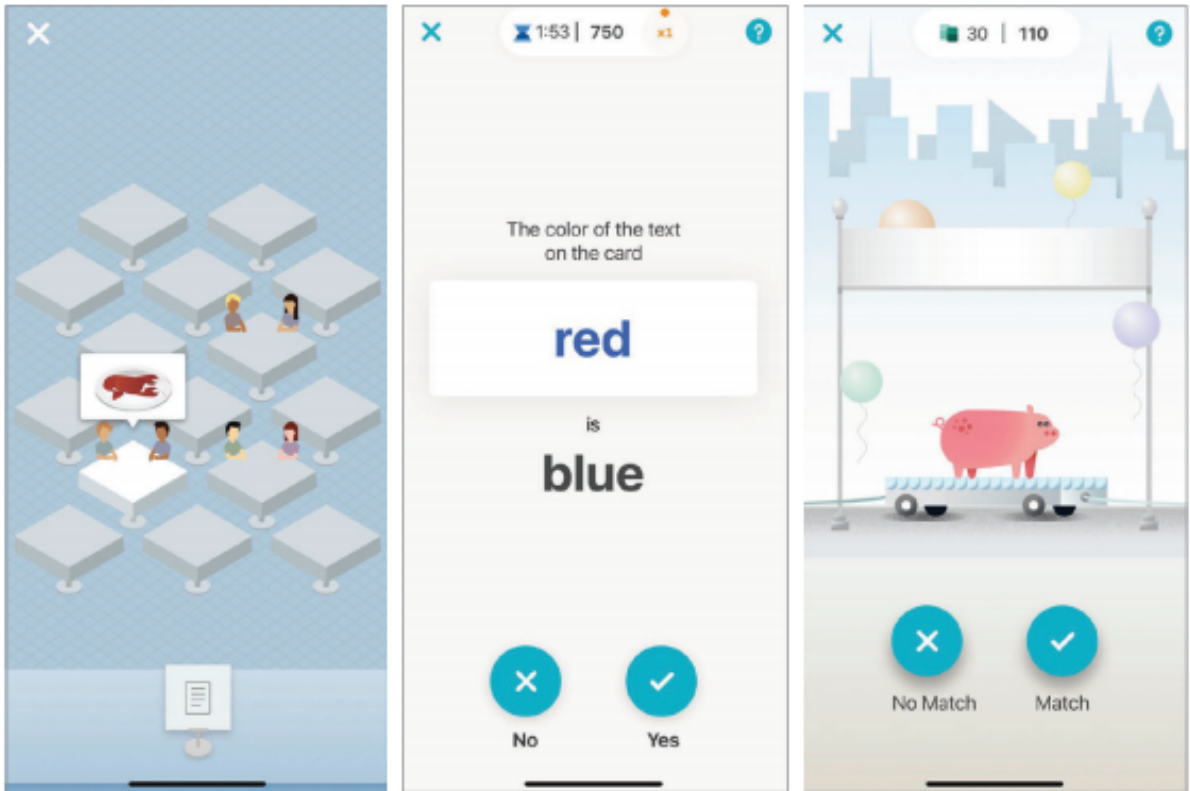 1:53 | 750
x1
?
The color of the text
on the card
red
is
blue
No
Yes
30 | 110
?
No Match
Match